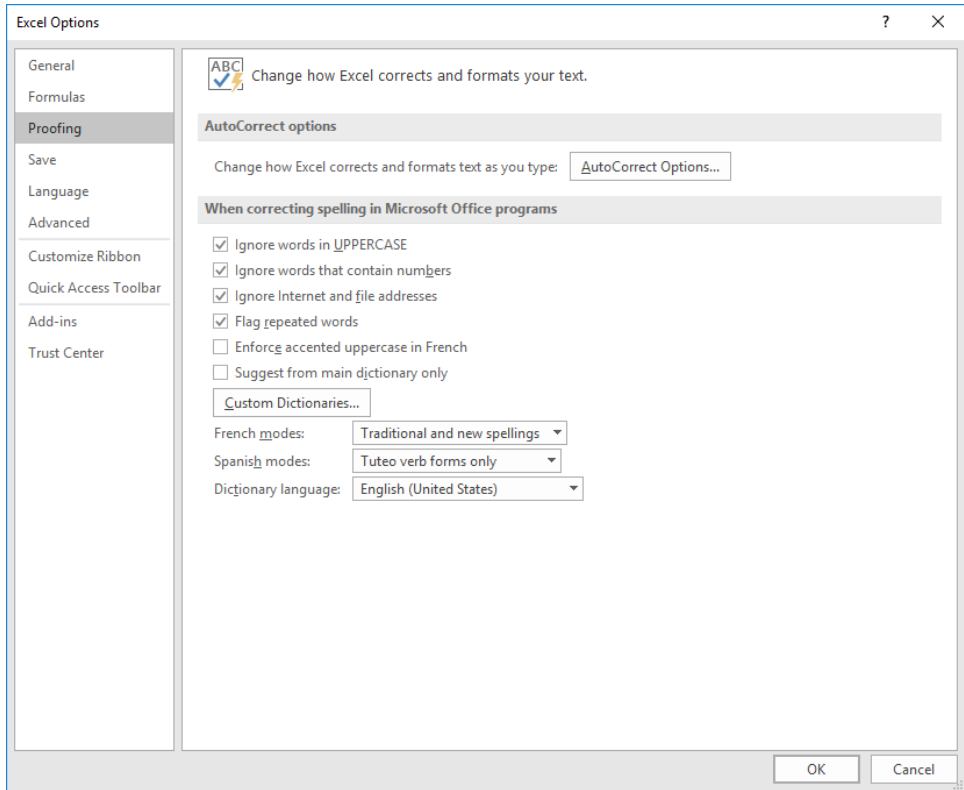 Excel Options
?
General
Formulas
Proofing
Save
Language
Advanced
Customize Ribbon
Quick Access Toolbar
Add-ins
Trust Center
ABC
Change how Excel corrects and formats your text.
AutoCorrect options
Change how Excel corrects and formats text as you type: AutoCorrect Options...
When correcting spelling in Microsoft Office programs
Ignore words in UPPERCASE
Ignore words that contain numbers
Ignore Internet and file addresses
Flag repeated words
Enforce accented uppercase in French
Suggest from main dictionary only
Custom Dictionaries...
French modes: Traditional and new spellings
Spanish modes: Tuteo verb forms only
Dictionary language: English (United States)
OK Cancel